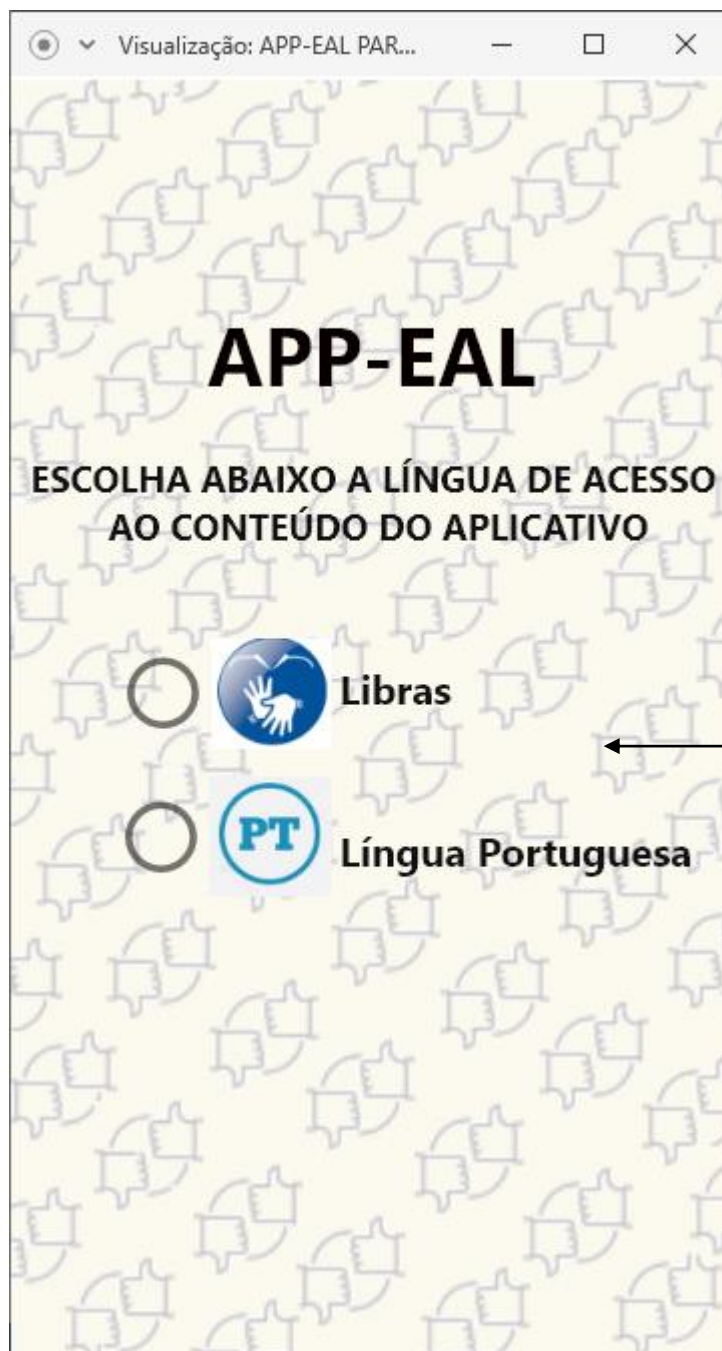 Visualização: APP-EAL PAR...
APP-EAL
ESCOLHA ABAIXO A LÍNGUA DE ACESSO
AO CONTEÚDO DO APLICATIVO
Libras
PT
Língua Portuguesa